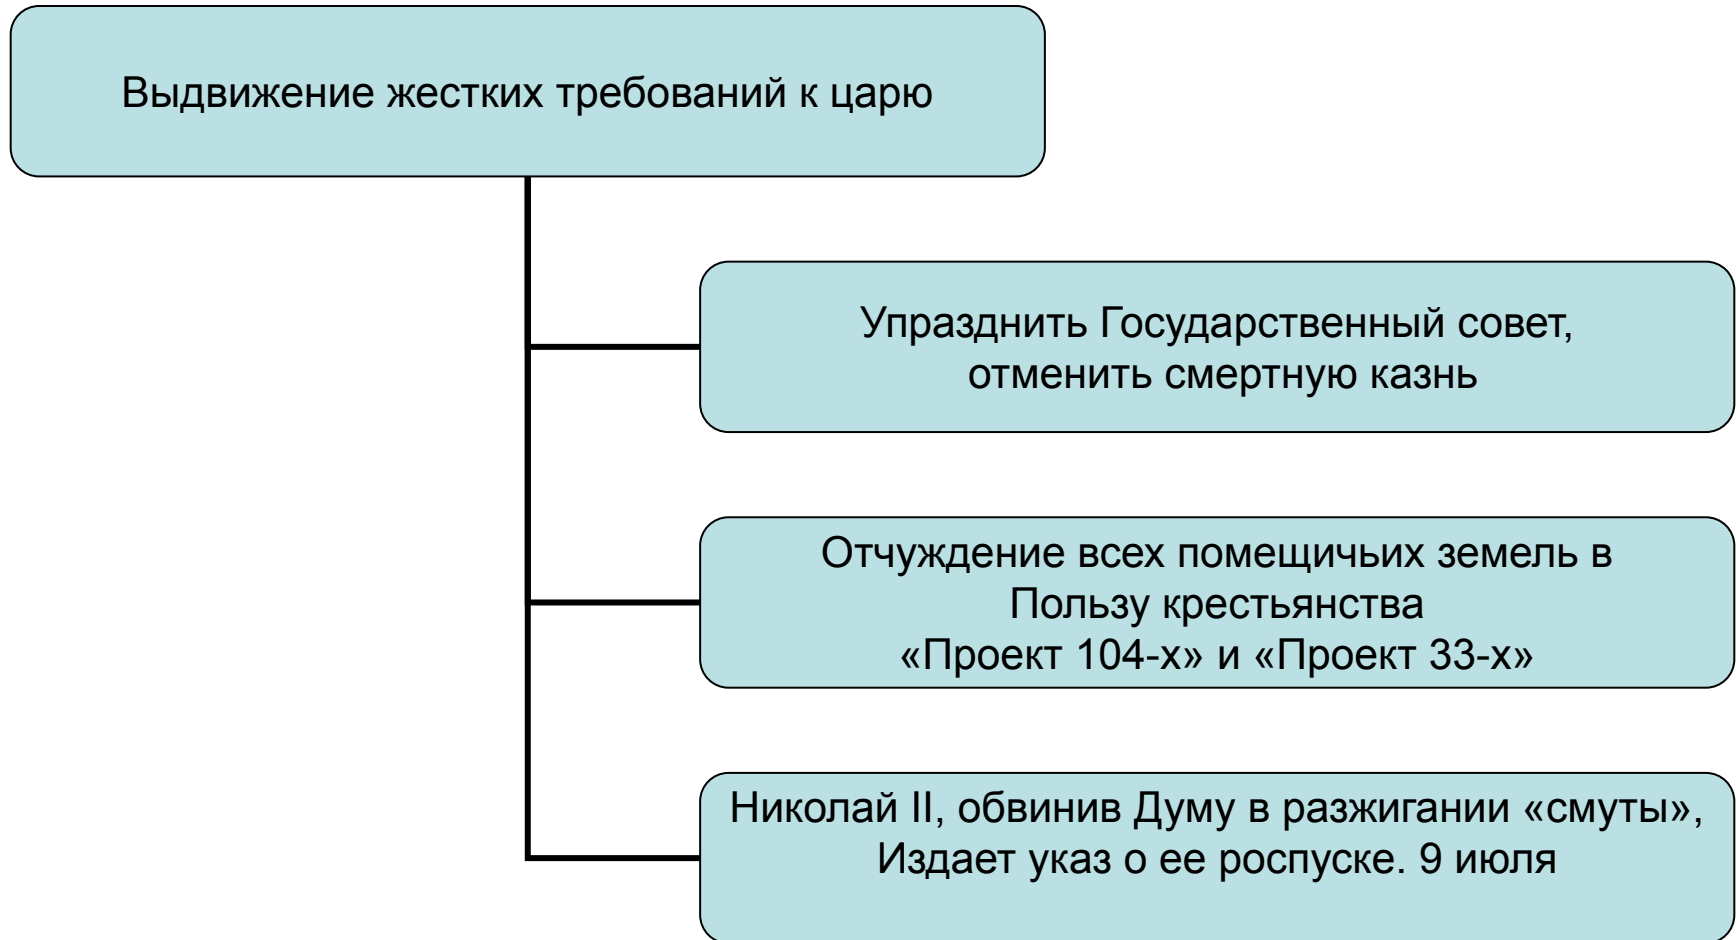 Выдвижение жестких требований к царю
Упразднить Государственный совет,
отменить смертную казнь
Отчуждение всех помещичьих земель в
Пользу крестьянства
«Проект 104-х» и «Проект 33-х»
Николай II, обвинив Думу в разжигании «смуты»,
Издает указ о ее роспуске. 9 июля